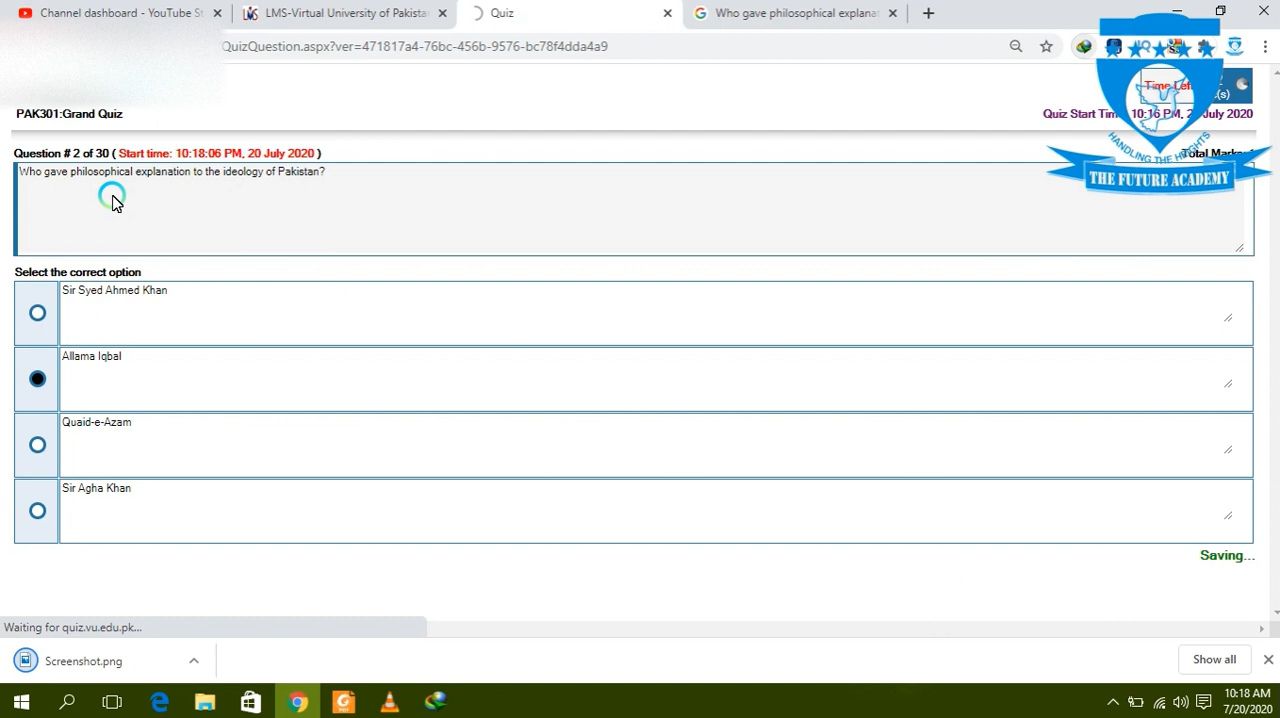 Channel dashboard - YouTube St
LMS-Virtual University of Pakista
Quiz
Who gave philosophical explanat
QuizQuestion.aspx?ver=471817a4-76bc-456b-9576-bc78f4dda4a9
Time Left
(s)
PAK301:Grand Quiz
Quiz Start Tim 10:16 PM, 2 July 2020
HANDLING THE HEIGHTS
THE FUTURE ACADEMY
Question # 2 of 30 ( Start time: 10:18:06 PM, 20 July 2020 )
Total Marks
Who gave philosophical explanation to the ideology of Pakistan?
Select the correct option
Sir Syed Ahmed Khan
Allama Iqbal
Quaid-e-Azam
Sir Agha Khan
Saving...
Waiting for quiz.vu.edu.pk...
Screenshot.png
Show all
10:18 AM
7/20/2020